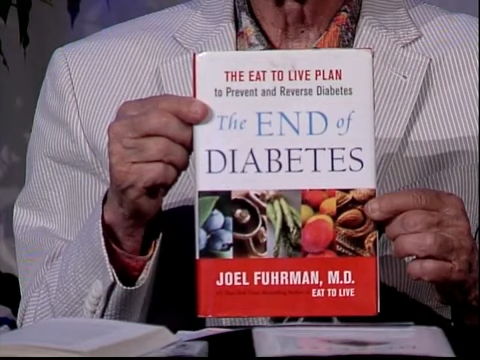 THE EAT TO LIVE PLAN
to Prevent and Reverse Diabetes
The END of
DIABETES
JOEL FUHRMAN, M.D.
EAT TO LIVE